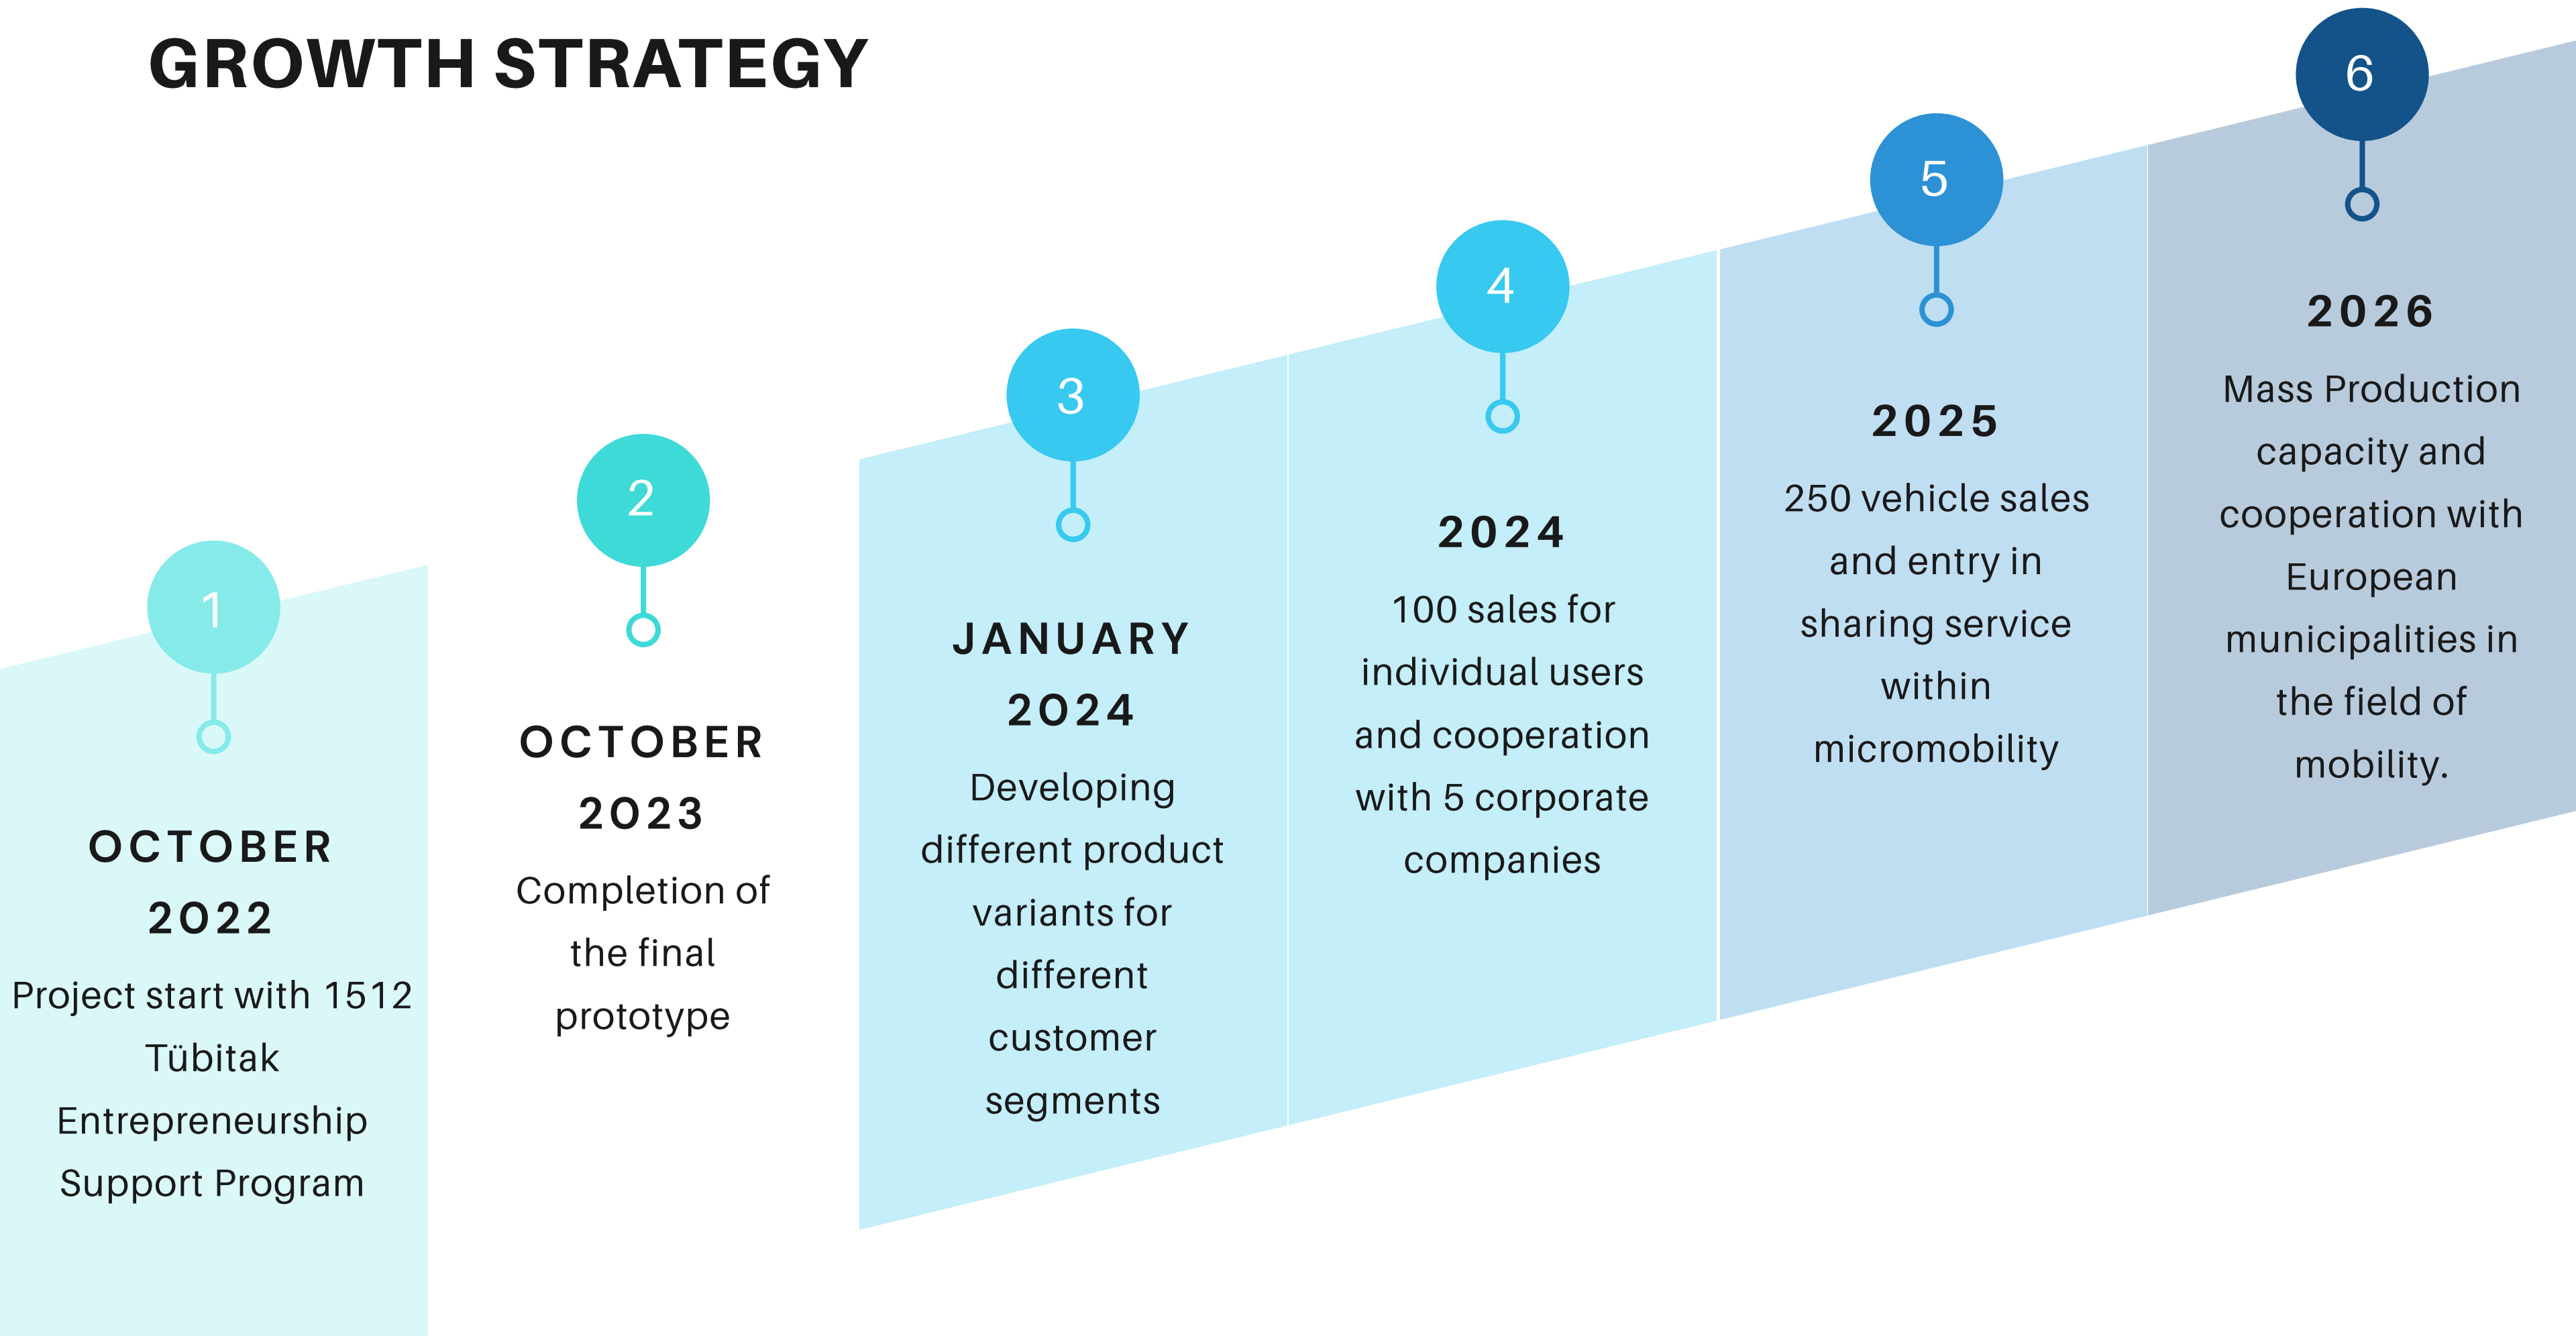 GROWTH STRATEGY
1
OCTOBER
2022
Project start with 1512
Tübitak
Entrepreneurship
Support Program
2
OCTOBER
2023
Completion of
the final
prototype
3
JANUARY
2024
Developing
different product
variants for
different
customer
segments
4
2024
100 sales for
individual users
and cooperation
with 5 corporate
companies
5
2025
250 vehicle sales
and entry in
sharing service
within
micromobility
6
2026
Mass Production
capacity and
cooperation with
European
municipalities in
the field of
mobility.